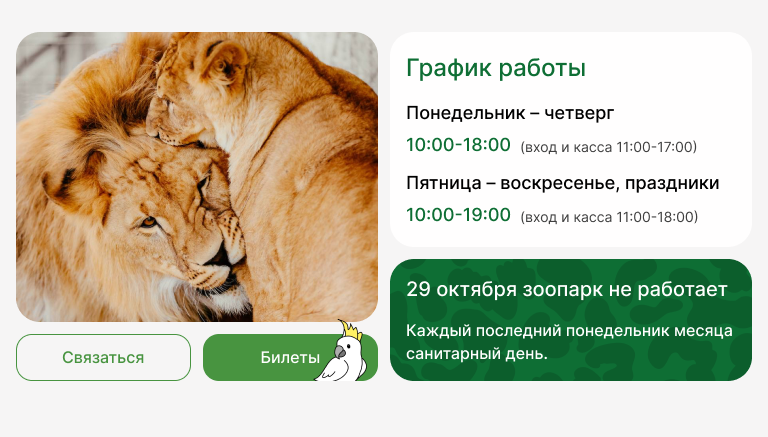 График работы
Понедельник – четверг
10:00-18:00 (вход и касса 11:00-17:00)
Пятница – воскресенье, праздники
10:00-19:00 (вход и касса 11:00-18:00)
29 октября зоопарк не работает
Каждый последний понедельник месяца
санитарный день.
Связаться
Билеты